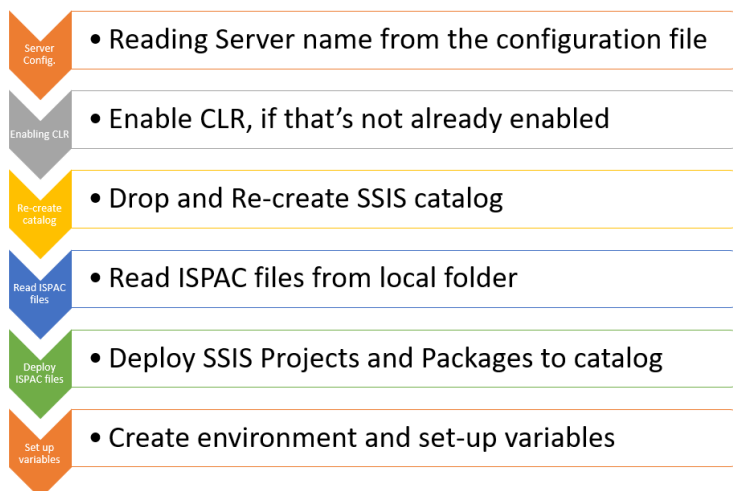 Server
Config.
• Reading Server name from the configuration file
Enabling CLR
• Enable CLR, if that’s not already enabled
Re-create
catalog
• Drop and Re-create SSIS catalog
Read ISPAC
files
• Read ISPAC files from local folder
Deploy
ISPAC files
• Deploy SSIS Projects and Packages to catalog
Set up
variables
• Create environment and set-up variables